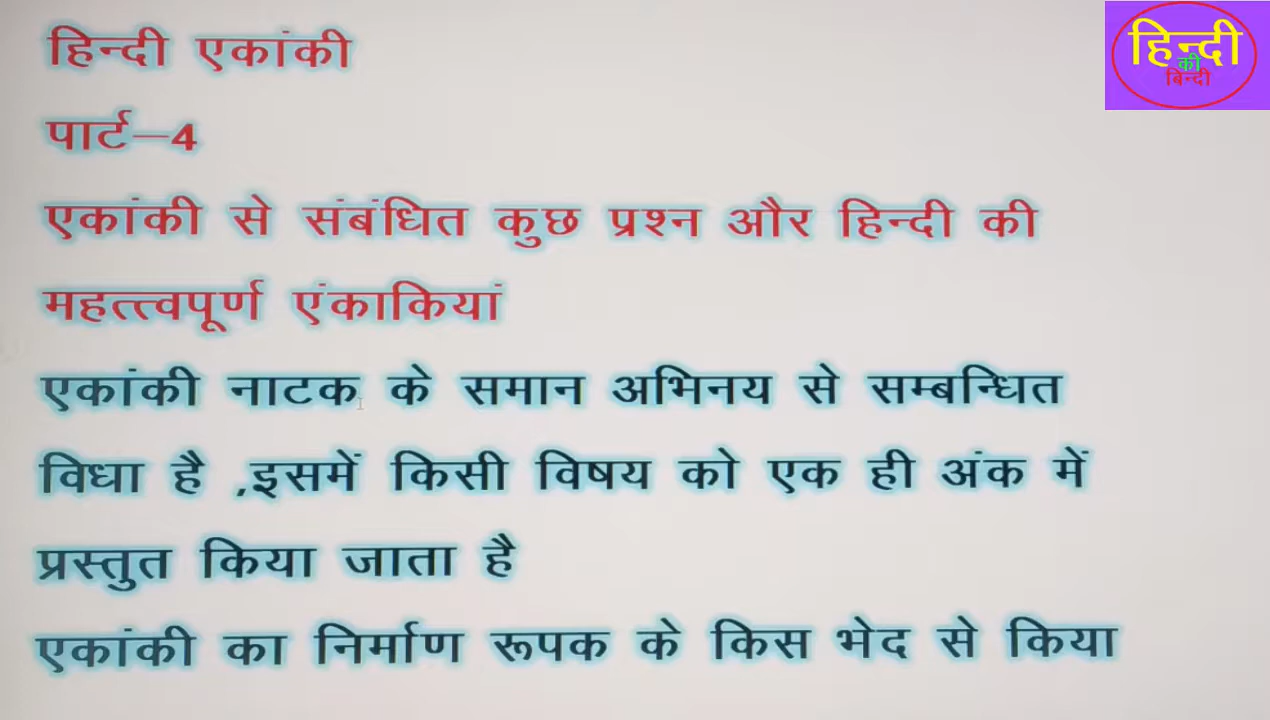 हिन्दी एकांकी
पार्ट–4
एकांकी से संबंधित कुछ प्रश्न और हिन्दी की
महत्त्वपूर्ण एंकाकियां
एकांकी नाटक के समान अभिनय से सम्बन्धित
विधा है ,इसमें किसी विषय को एक ही अंक में
प्रस्तुत किया जाता है
एकांकी का निर्माण रूपक के किस भेद से किया
हिन्दी
की
बिन्दी